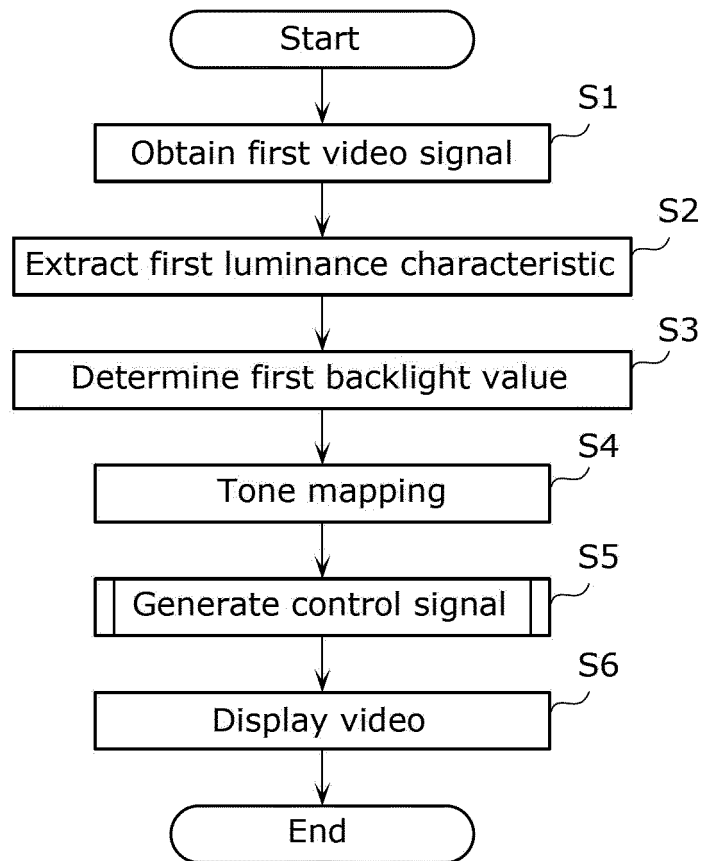 Start
S1
Obtain first video signal
S2
Extract first luminance characteristic
S3
Determine first backlight value
S4
Tone mapping
S5
Generate control signal
S6
Display video
End